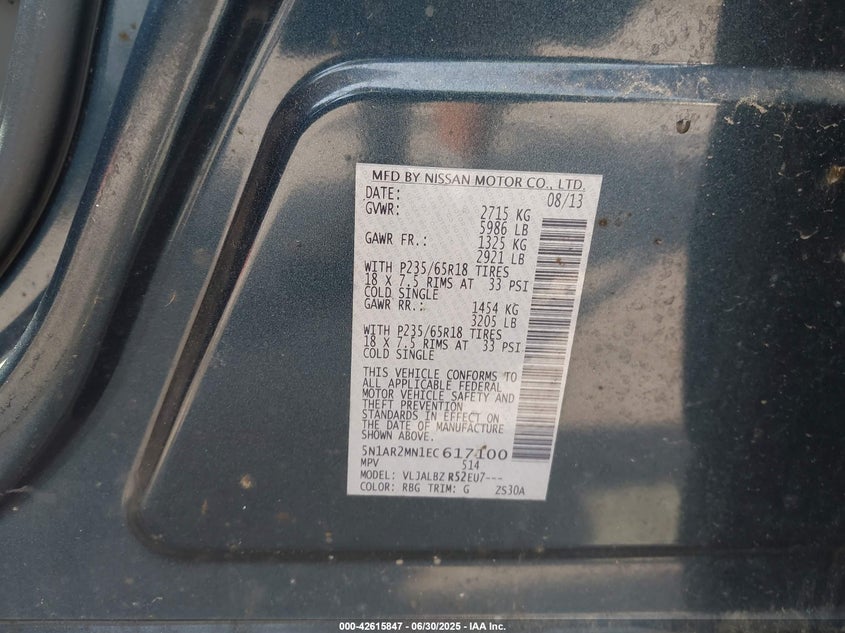 MFD BY NISSAN MOTOR CO., LTD.
DATE: 08/13
GVWR: 2715 KG
5986 LB
GAWR FR.: 1325 KG
2921 LB
WITH P235/65R18 TIRES
18 X 7.5 RIMS AT 33 PSI
COLD SINGLE
GAWR RR.: 1454 KG
3205 LB
WITH P235/65R18 TIRES
18 X 7.5 RIMS AT 33 PSI
COLD SINGLE
THIS VEHICLE CONFORMS TO
ALL APPLICABLE FEDERAL
MOTOR VEHICLE SAFETY AND
THEFT PREVENTION
STANDARDS IN EFFECT ON
THE DATE OF MANUFACTURE
SHOWN ABOVE.
5N1AR2MN1EC617100
MPV 514
MODEL: VLJALBZ R52EU7---
COLOR: RBG TRIM: G 2S30A
000-42615847 - 06/30/2025 - IAA Inc.